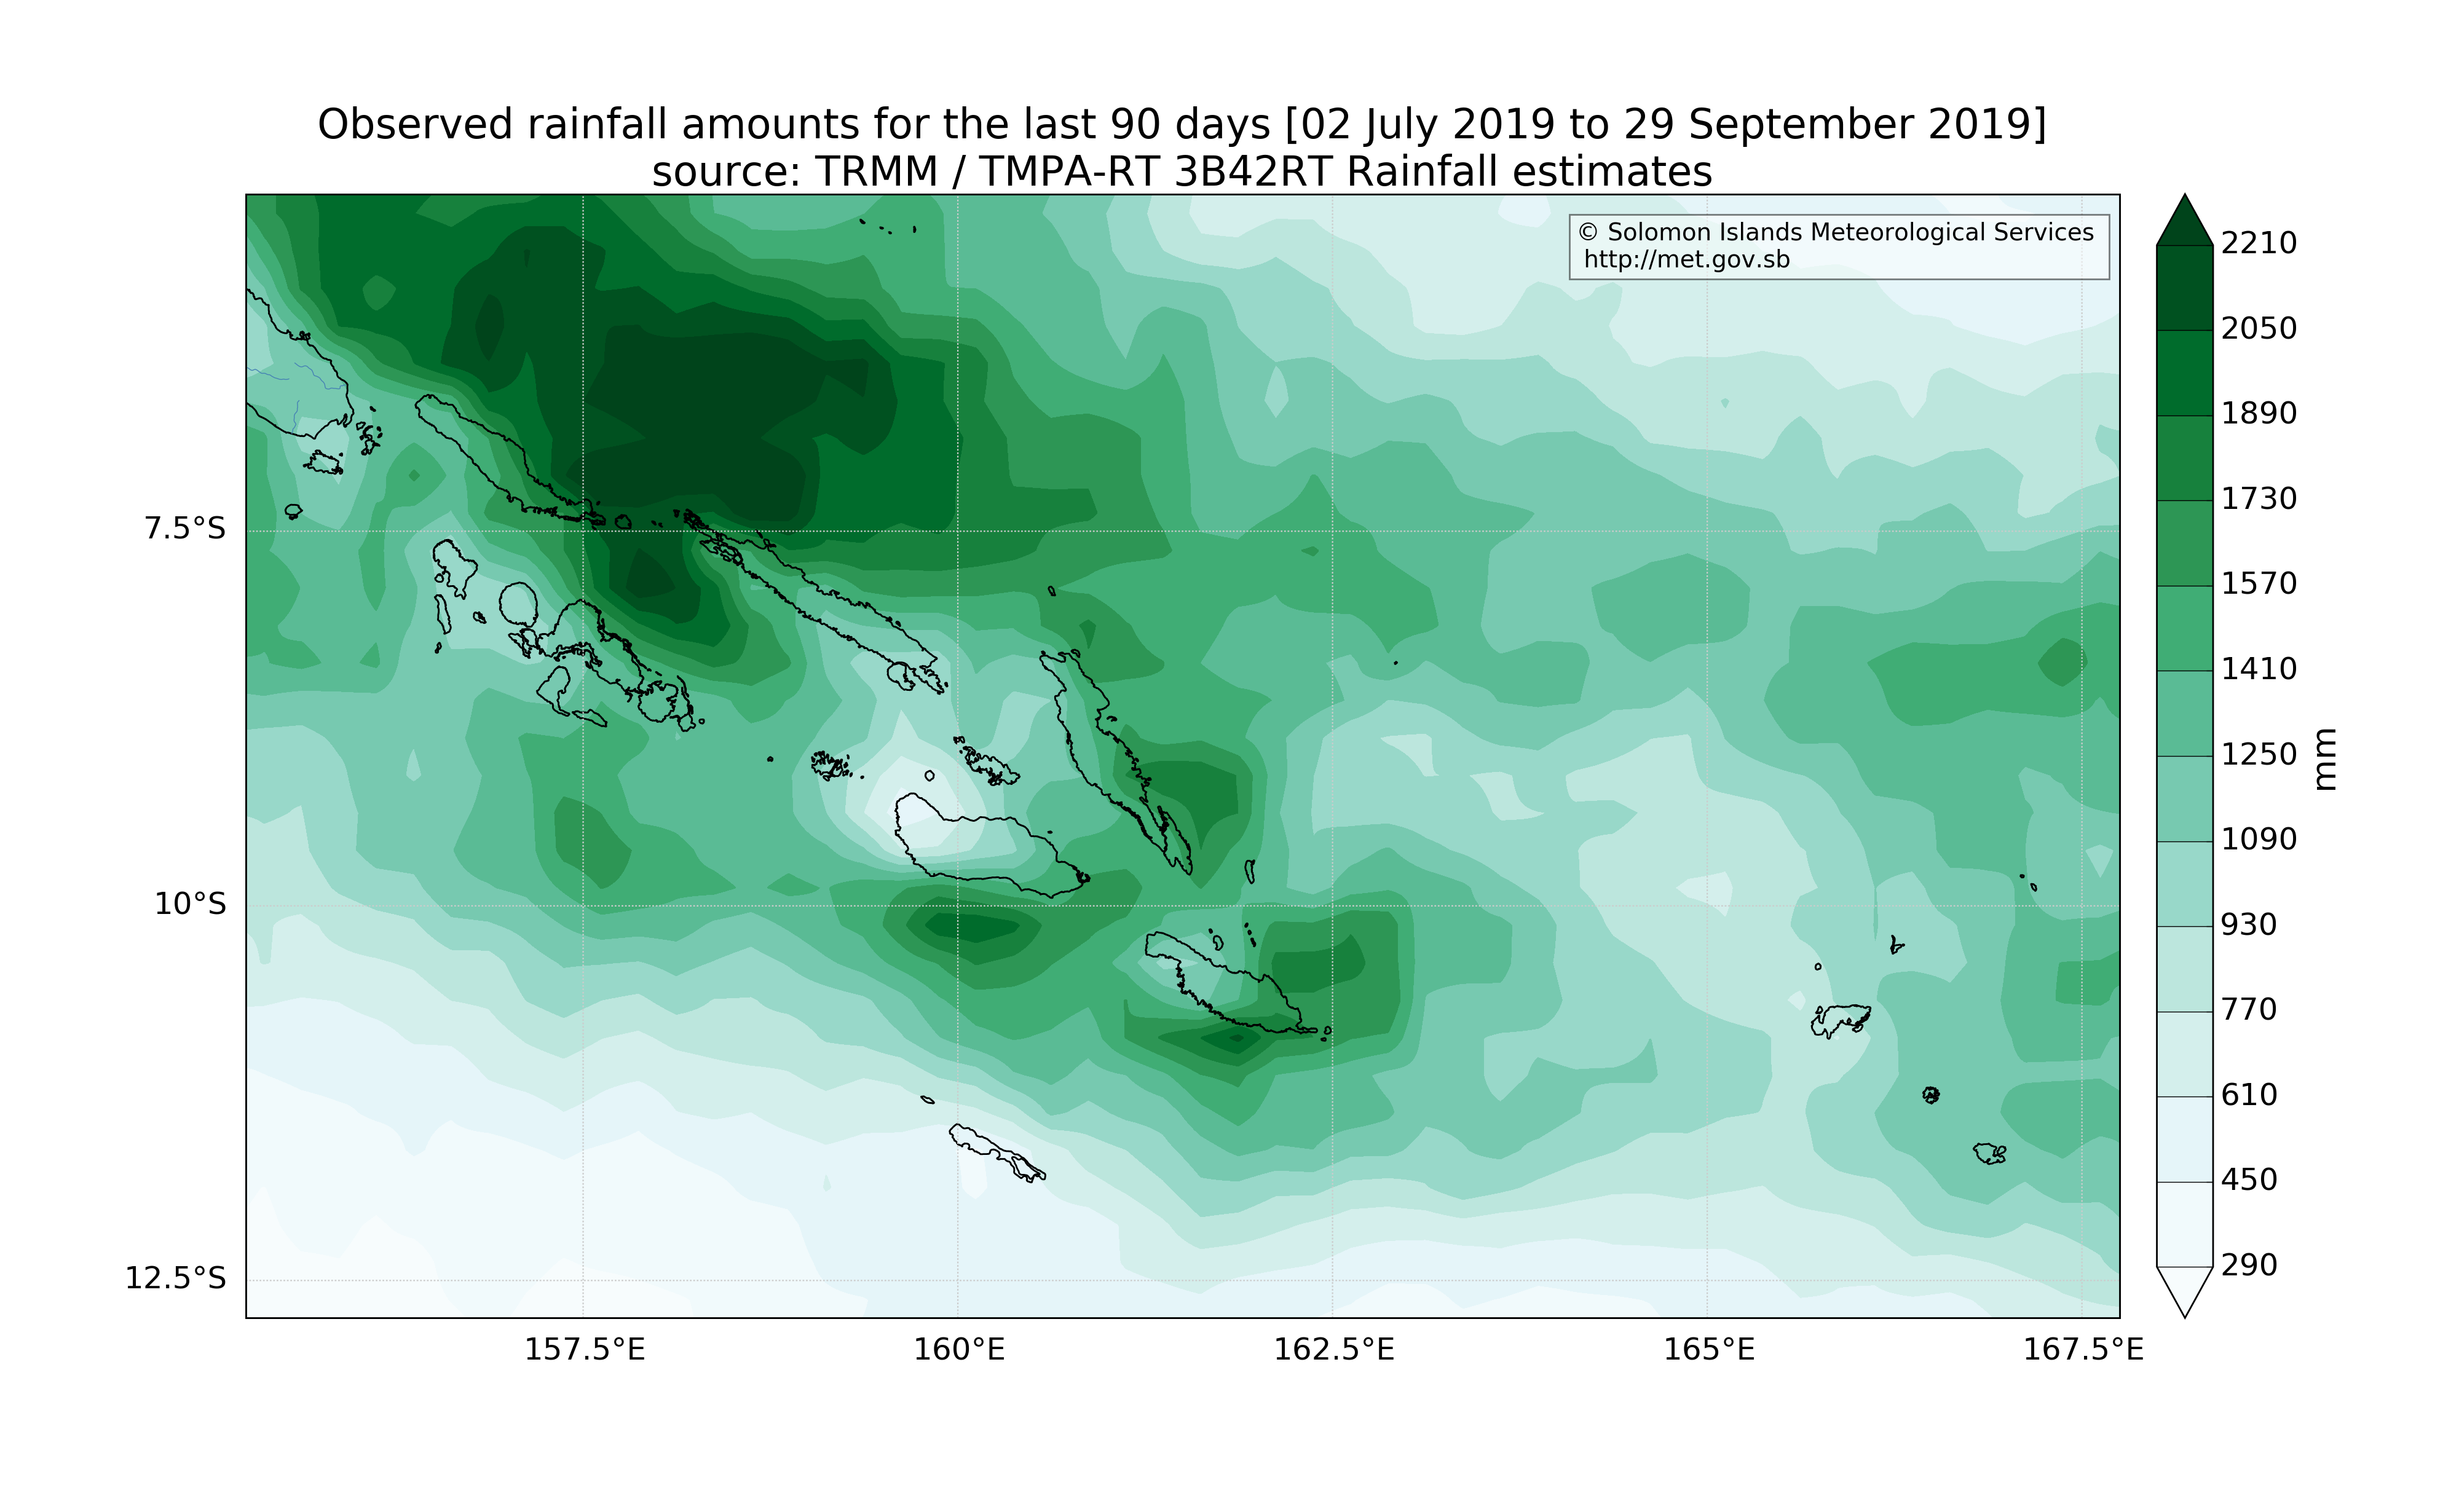 Observed rainfall amounts for the last 90 days [02 July 2019 to 29 September 2019]
source: TRMM / TMPA-RT 3B42RT Rainfall estimates
© Solomon Islands Meteorological Services
http://met.gov.sb
7.5°S
10°S
12.5°S
157.5°E
160°E
162.5°E
165°E
167.5°E
2210
2050
1890
1730
1570
1410
1250
1090
930
770
610
450
290
mm